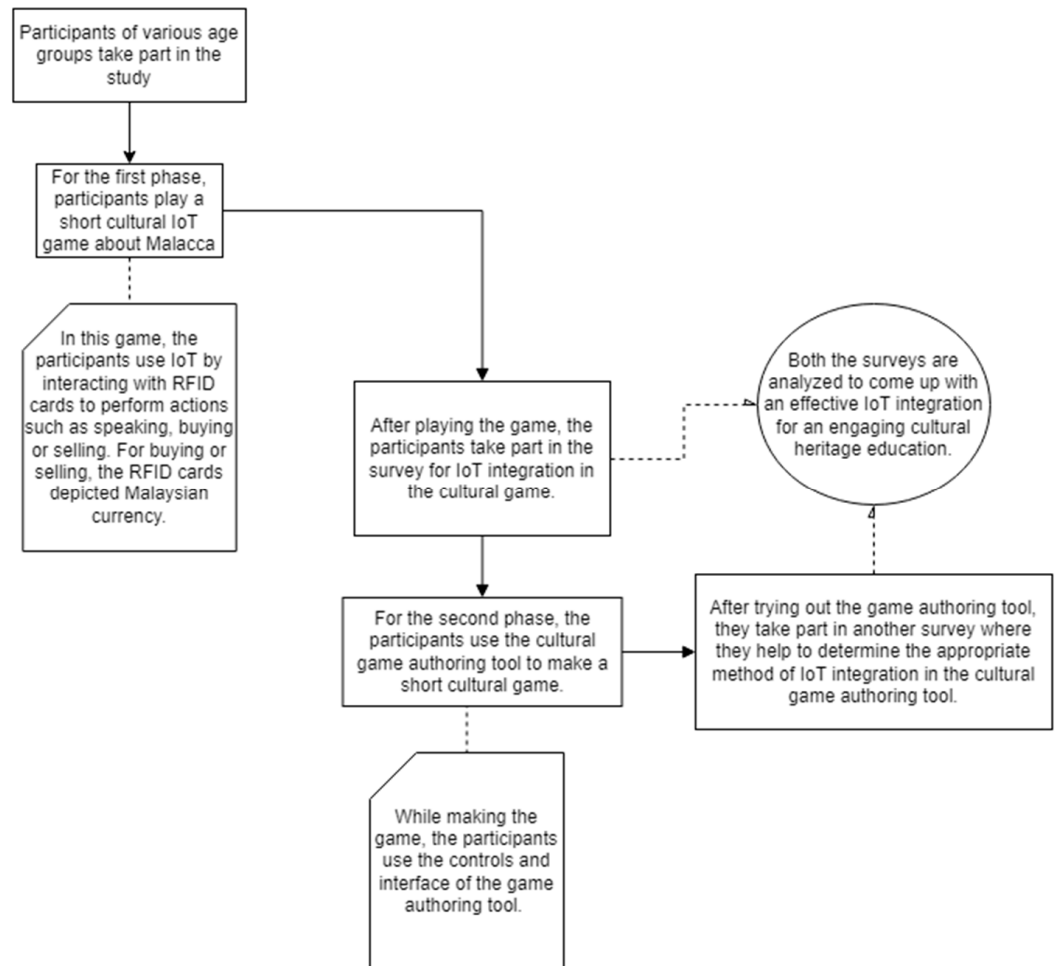 Participants of various age
groups take part in the
study
For the first phase,
participants play a
short cultural IoT
game about Malacca
In this game, the
participants use IoT by
interacting with RFID
cards to perform actions
such as speaking, buying
or selling. For buying or
selling, the RFID cards
depicted Malaysian
currency.
After playing the game, the
participants take part in the
survey for IoT integration in
the cultural game.
For the second phase, the
participants use the cultural
game authoring tool to make a
short cultural game.
While making the
game, the participants
use the controls and
interface of the game
authoring tool.
After trying out the game authoring tool,
they take part in another survey where
they help to determine the appropriate
method of IoT integration in the cultural
game authoring tool.
Both the surveys are
analyzed to come up with
an effective IoT integration
for an engaging cultural
heritage education.